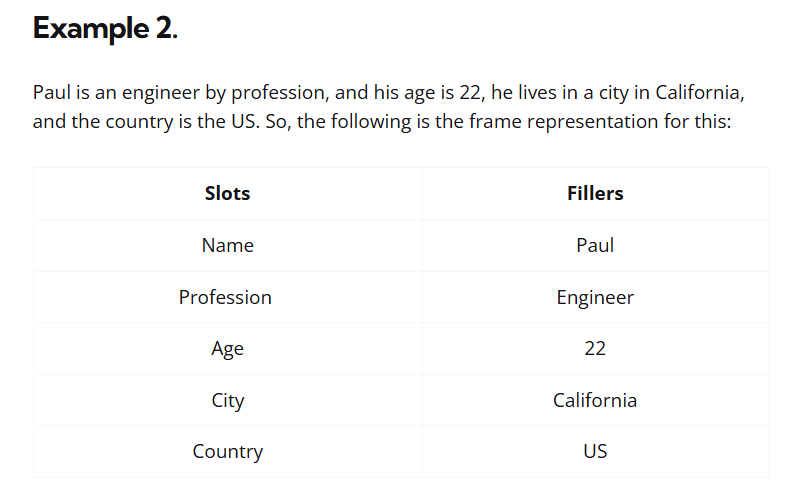 Example 2.
Paul is an engineer by profession, and his age is 22, he lives in a city in California,
and the country is the US. So, the following is the frame representation for this:
Slots Fillers
Name Paul
Profession Engineer
Age 22
City California
Country US